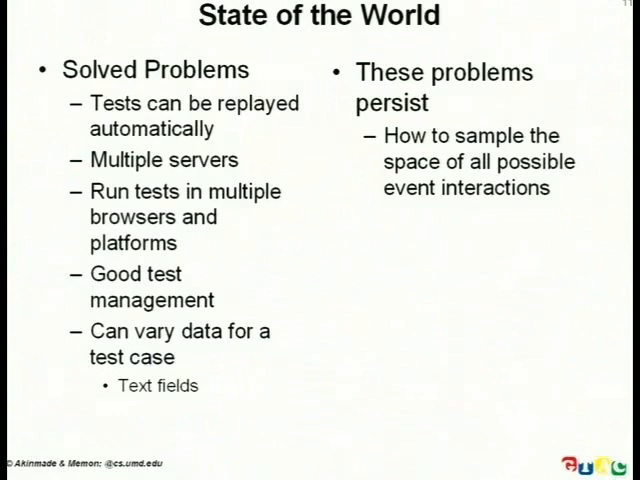 State of the World
• Solved Problems
– Tests can be replayed
automatically
– Multiple servers
– Run tests in multiple
browsers and
platforms
– Good test
management
– Can vary data for a
test case
• Text fields
• These problems
persist
– How to sample the
space of all possible
event interactions
© Akinmade & Memon; @cs.umd.edu
GTAC